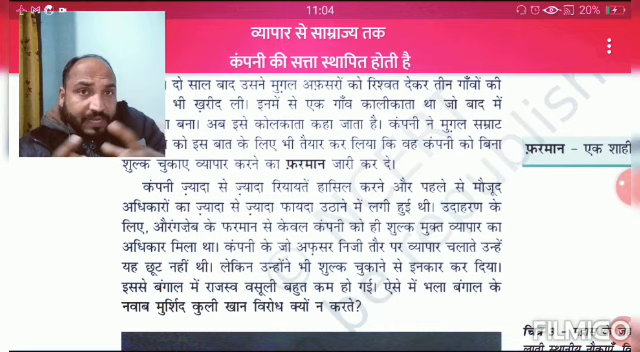 11:04
20%
व्यापार से साम्राज्य तक
कंपनी की सत्ता स्थापित होती है
दो साल बाद उसने मुग़ल अफ़सरों को रिश्वत देकर तीन गाँवों की
भी ख़रीद ली। इनमें से एक गाँव कालीकाता था जो बाद में
बना। अब इसे कोलकाता कहा जाता है। कंपनी ने मुग़ल सम्राट
को इस बात के लिए भी तैयार कर लिया कि वह कंपनी को बिना
शुल्क चुकाए व्यापार करने का फ़रमान जारी कर दे।
फ़रमान – एक शाही
कंपनी ज़्यादा से ज़्यादा रियायतें हासिल करने और पहले से मौजूद
अधिकारों का ज़्यादा से ज़्यादा फायदा उठाने में लगी हुई थी। उदाहरण के
लिए, औरंगज़ेब के फरमान से केवल कंपनी को ही शुल्क मुक्त व्यापार का
अधिकार मिला था। कंपनी के जो अफ़सर निजी तौर पर व्यापार चलाते उन्हें
यह छूट नहीं थी। लेकिन उन्होंने भी शुल्क चुकाने से इनकार कर दिया।
इससे बंगाल में राजस्व वसूली बहुत कम हो गई। ऐसे में भला बंगाल के
नवाब मुर्शिद कुली खान विरोध क्यों न करते?
republish
FILMIGO
लाती स्थानीय नौकाएँ,